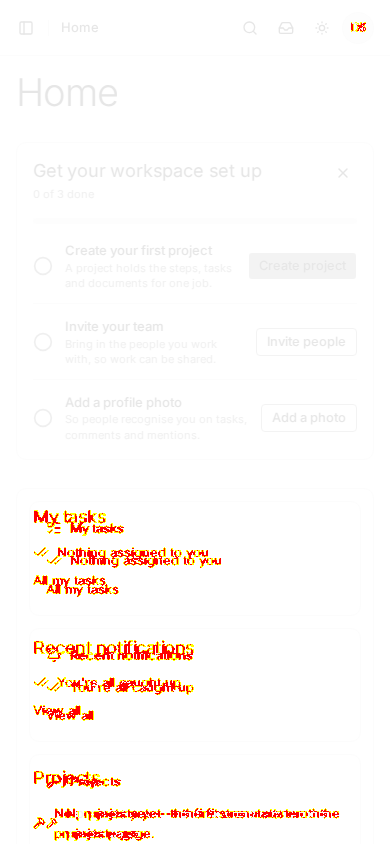 Home
Home
Get your workspace set up
0 of 3 done
Create your first project
A project holds the steps, tasks
and documents for one job.
Create project
Invite your team
Bring in the people you work
with, so work can be shared.
Invite people
Add a profile photo
So people recognise you on tasks,
comments and mentions.
Add a photo
My tasks
My tasks
Nothing assigned to you
Nothing assigned to you
All my tasks
All my tasks
Recent notifications
Recent notifications
You're all caught up
You're all caught up
View all
View all
Projects
Projects